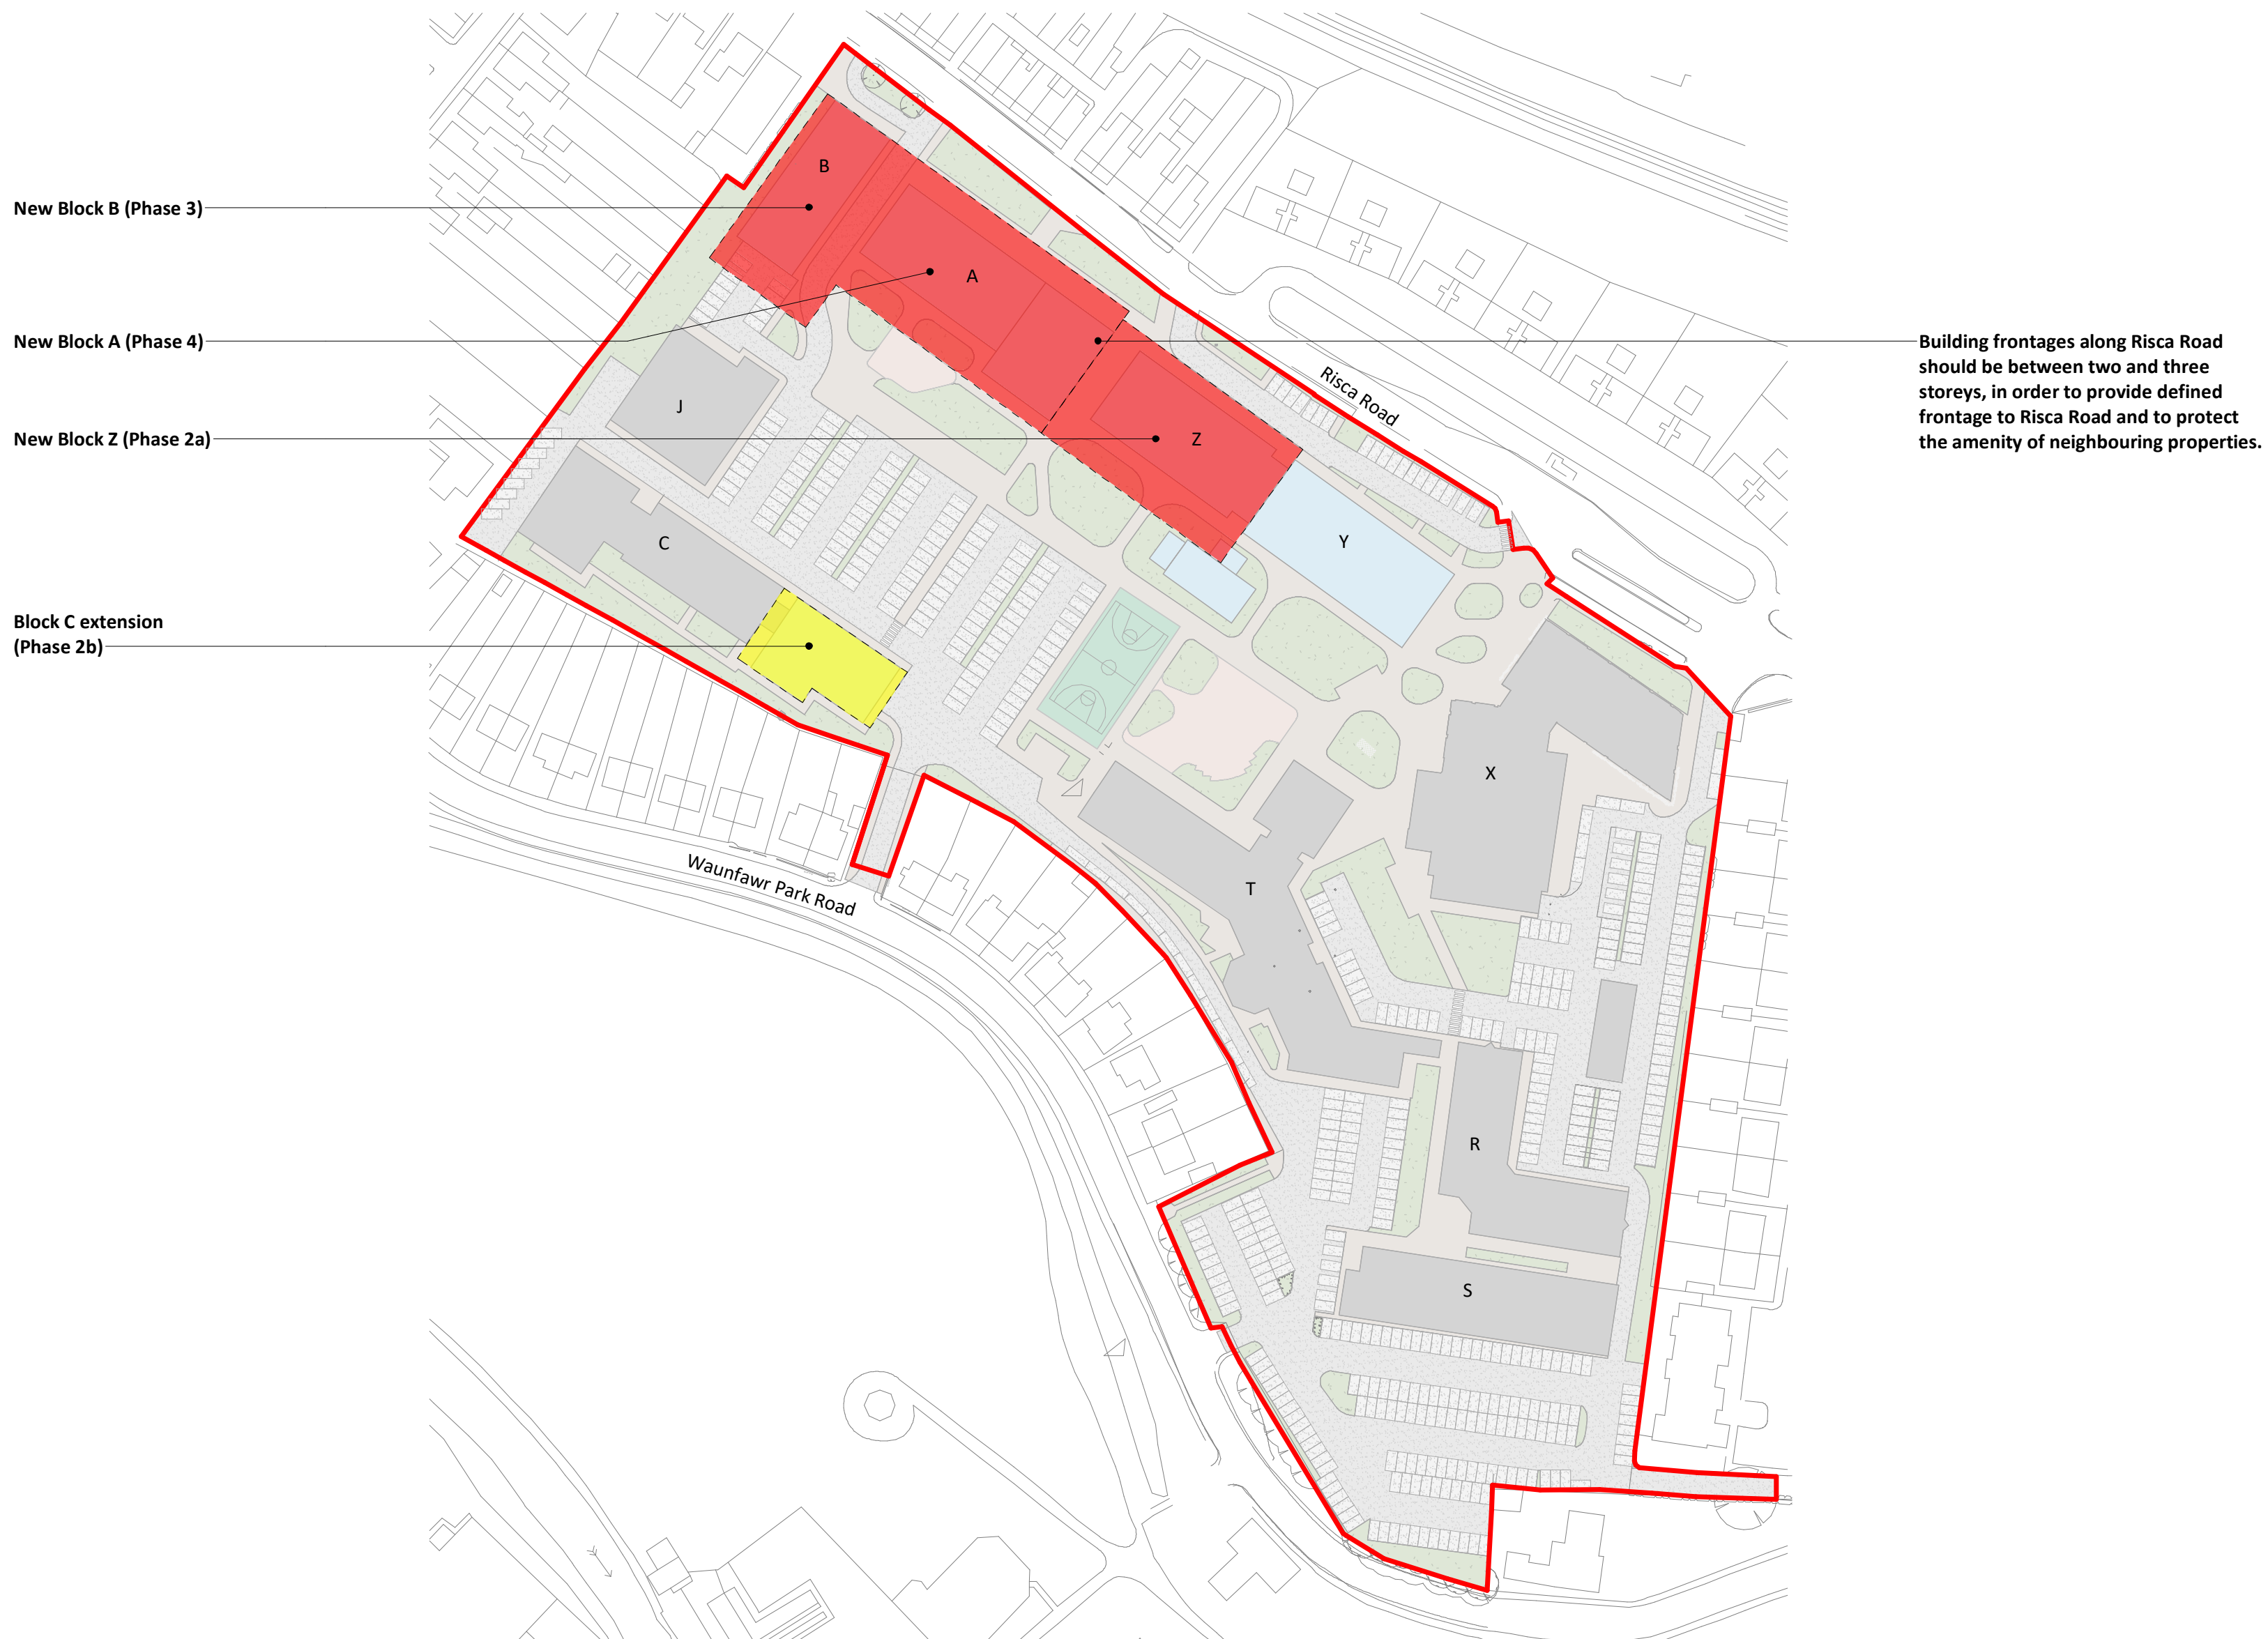 New Block B (Phase 3)
New Block A (Phase 4)
New Block Z (Phase 2a)
Block C extension
(Phase 2b)
Building frontages along Risca Road
should be between two and three
storeys, in order to provide defined
frontage to Risca Road and to protect
the amenity of neighbouring properties.
B
A
Risca Road
J
Z
C
Y
X
Waunfawr Park Road
T
R
S